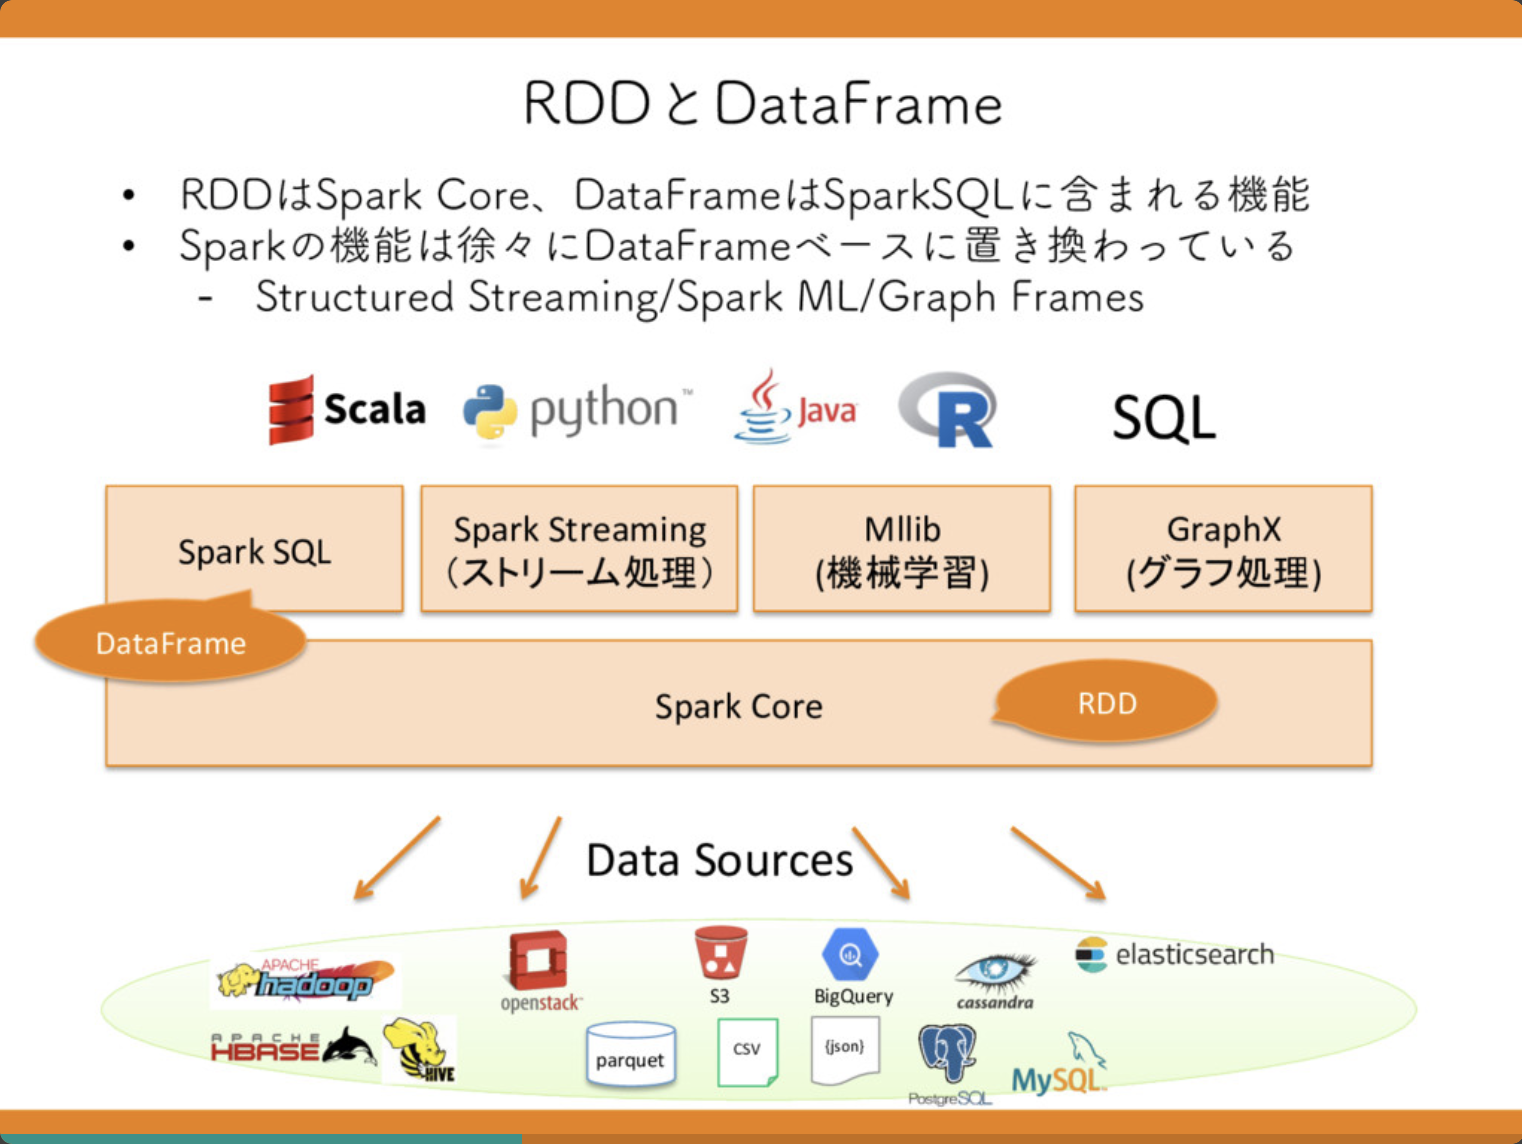 RDDとDataFrame
• RDDはSpark Core、DataFrameはSparkSQLに含まれる機能
• Sparkの機能は徐々にDataFrameベースに置き換わっている
- Structured Streaming/Spark ML/Graph Frames
Scala
python™
Java
R
SQL
Spark SQL
Spark Streaming
（ストリーム処理）
Mllib
(機械学習)
GraphX
(グラフ処理)
DataFrame
Spark Core
RDD
Data Sources
APACHE
hadoop
openstack™
S3
BigQuery
cassandra
elasticsearch
APACHE
HBASE
HIVE
parquet
CSV
{json}
PostgreSQL
MySQL